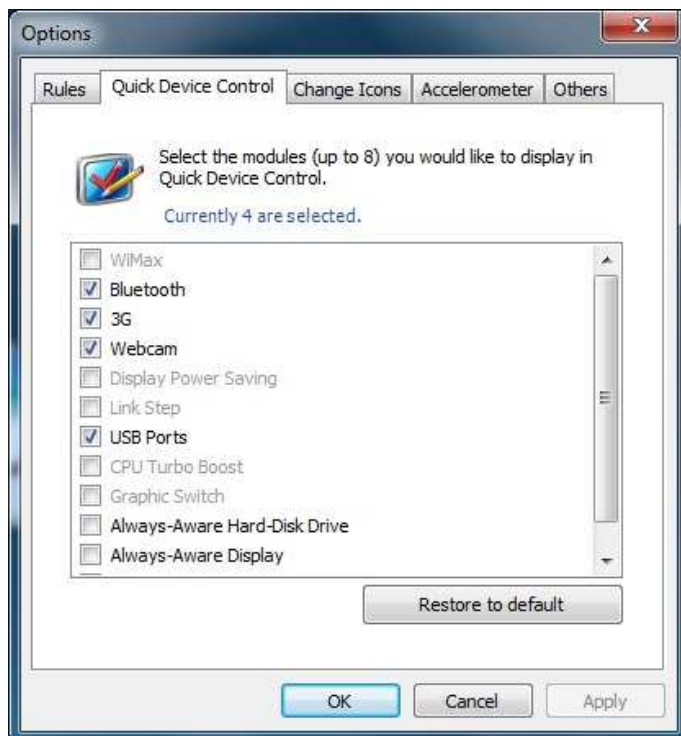 Options
Rules
Quick Device Control
Change Icons
Accelerometer
Others
Select the modules (up to 8) you would like to display in
Quick Device Control.
Currently 4 are selected.
WiMax
Bluetooth
3G
Webcam
Display Power Saving
Link Step
USB Ports
CPU Turbo Boost
Graphic Switch
Always-Aware Hard-Disk Drive
Always-Aware Display
Restore to default
OK
Cancel
Apply